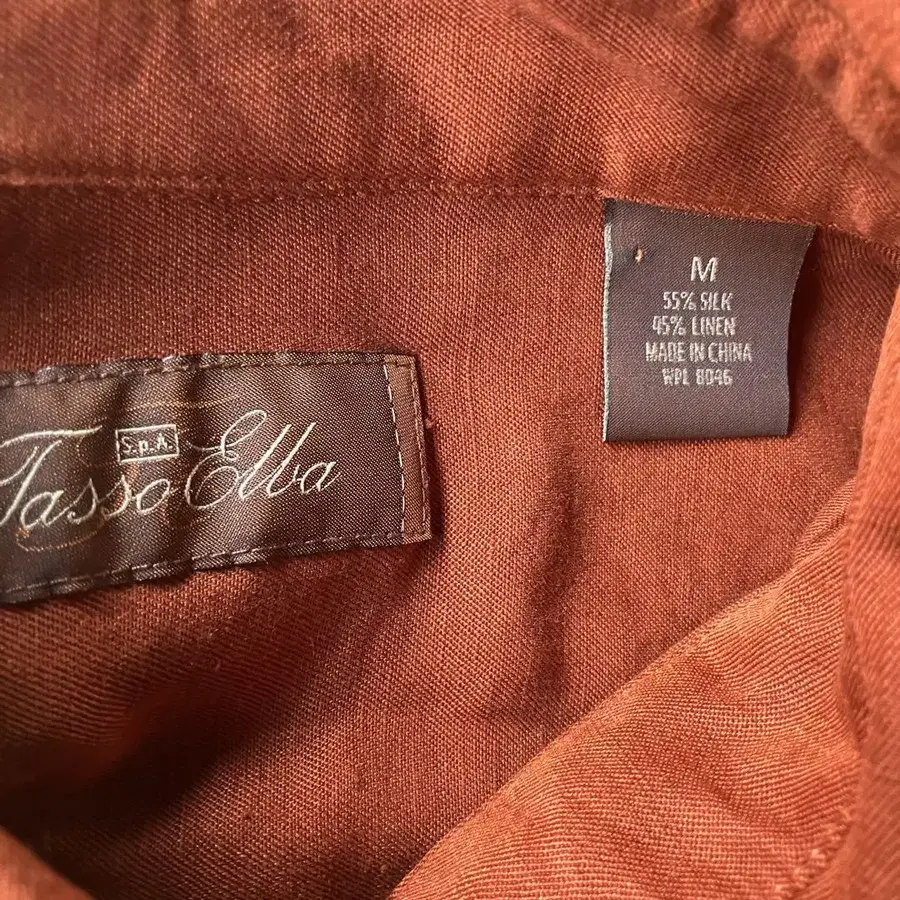 S.p.A.
Tasso Elba
M
55% SILK
45% LINEN
MADE IN CHINA
WPL 8046